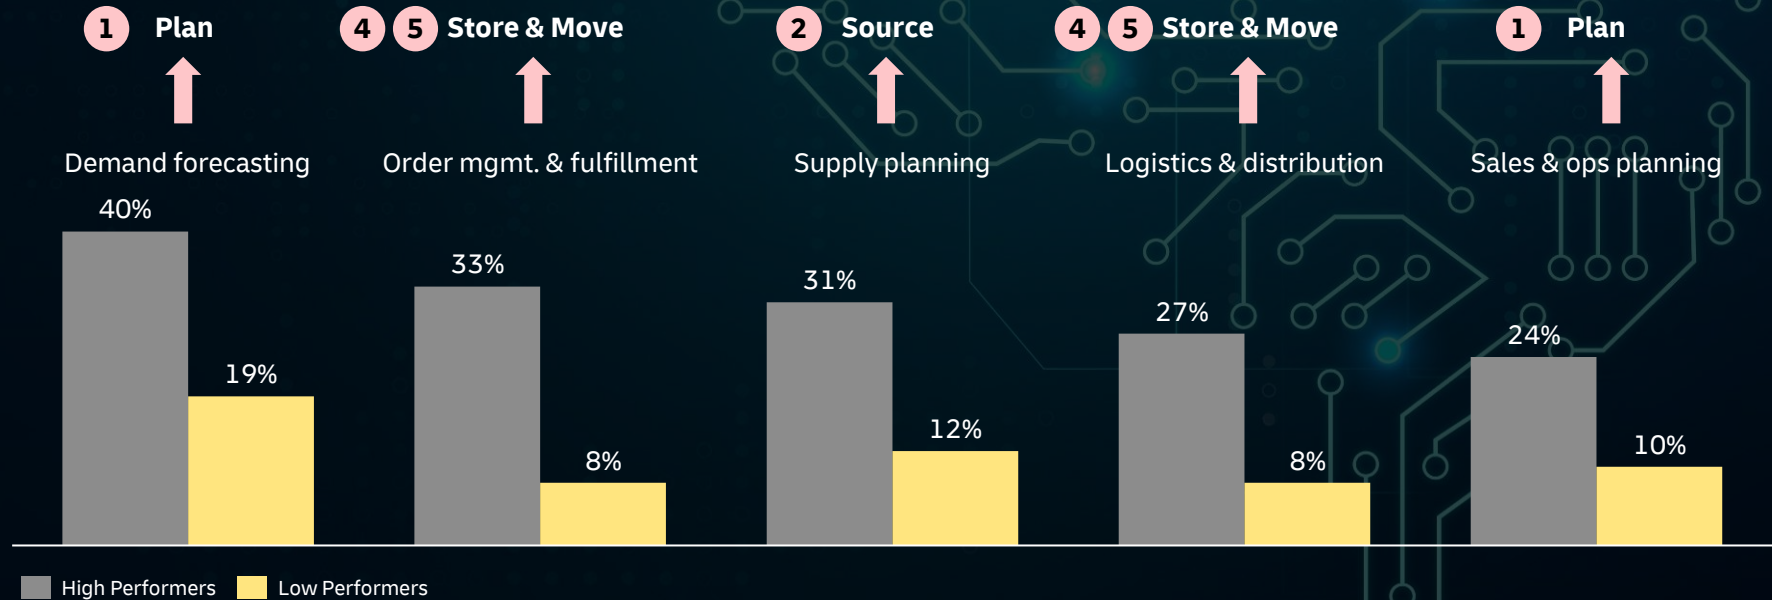 1 Plan
4 5 Store & Move
2 Source
4 5 Store & Move
1 Plan
Demand forecasting
Order mgmt. & fulfillment
Supply planning
Logistics & distribution
Sales & ops planning
40%
19%
33%
8%
31%
12%
27%
8%
24%
10%
High Performers
Low Performers